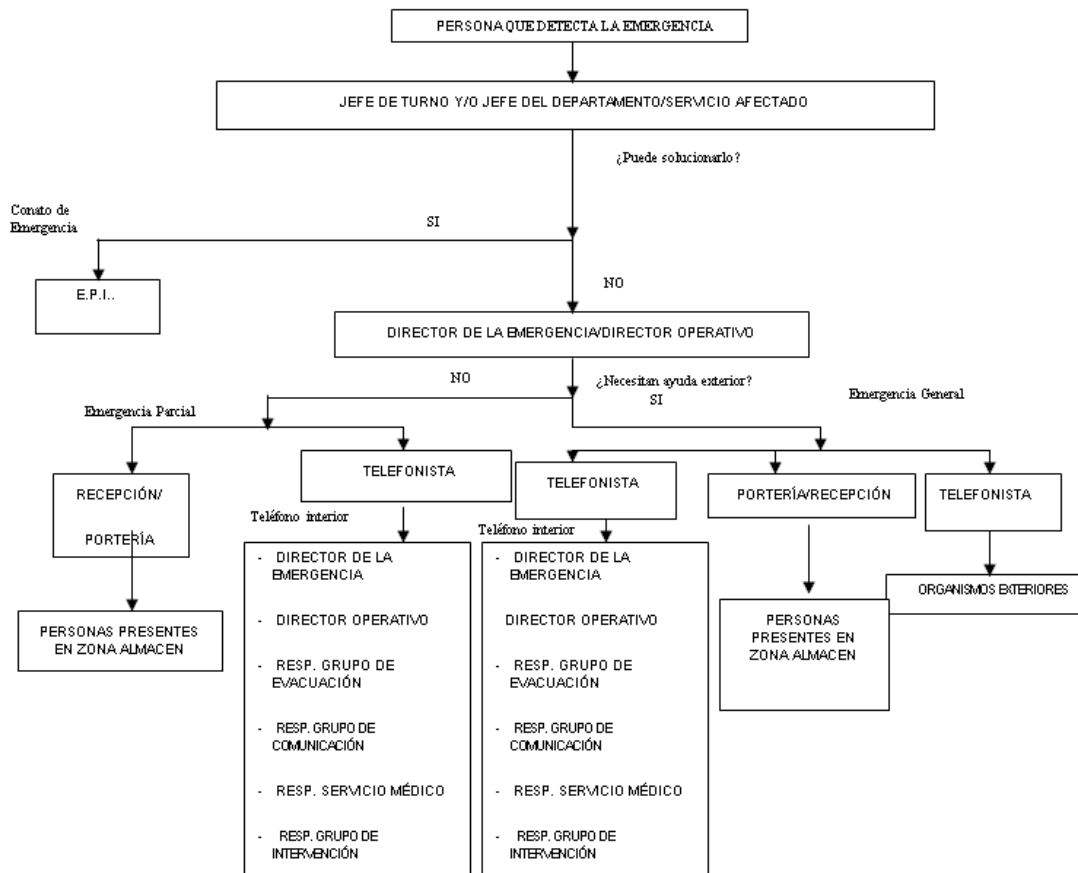 PERSONA QUE DETECTA LA EMERGENCIA
JEFE DE TURNO Y/O JEFE DEL DEPARTAMENTO/SERVICIO AFECTADO
¿Puede solucionarlo?
Conato de
Emergencia
SI
E.P.I..
NO
DIRECTOR DE LA EMERGENCIA/DIRECTOR OPERATIVO
NO
¿Necesitan ayuda exterior?
SI
Emergencia Parcial
Emergencia General
RECEPCIÓN/
PORTERÍA
TELEFONISTA
TELEFONISTA
PORTERÍA/RECEPCIÓN
TELEFONISTA
Teléfono interior
Teléfono interior
PERSONAS PRESENTES
EN ZONA ALMACEN
- DIRECTOR DE LA
EMERGENCIA
- DIRECTOR OPERATIVO
- RESP. GRUPO DE
EVACUACIÓN
- RESP. GRUPO DE
COMUNICACIÓN
- RESP. SERVICIO MÉDICO
- RESP. GRUPO DE
INTERVENCIÓN
- DIRECTOR DE LA
EMERGENCIA
DIRECTOR OPERATIVO
- RESP. GRUPO DE
EVACUACIÓN
- RESP. GRUPO DE
COMUNICACIÓN
- RESP. SERVICIO MÉDICO
- RESP. GRUPO DE
INTERVENCIÓN
PERSONAS
PRESENTES EN
ZONA ALMACEN
ORGANISMOS EXTERIORES